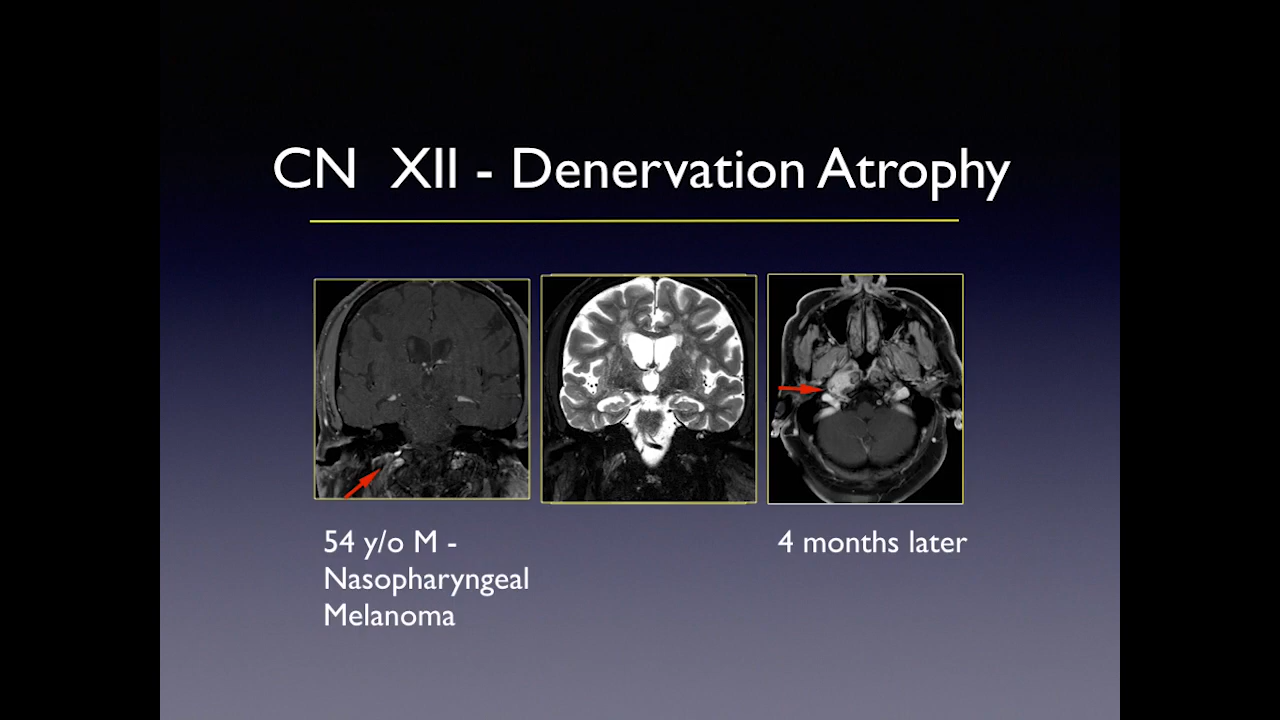 CN XII - Denervation Atrophy
54 y/o M -
Nasopharyngeal
Melanoma
4 months later